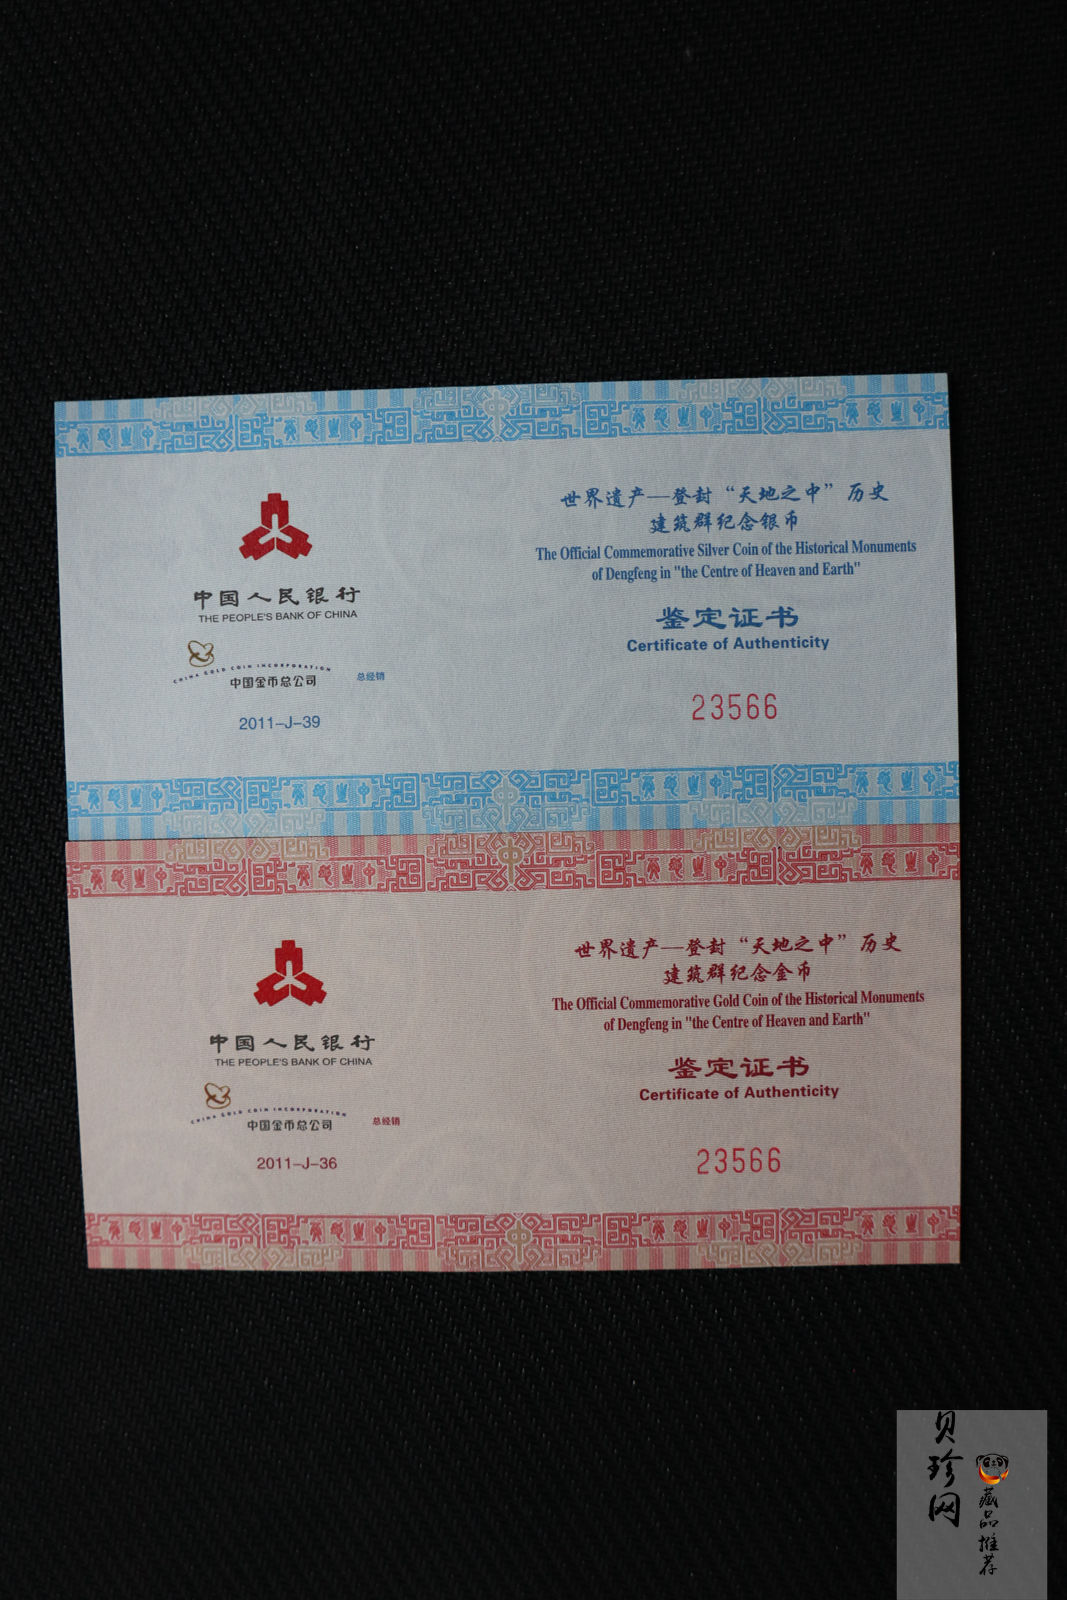 中国人民银行
THE PEOPLE'S BANK OF CHINA
CHINA GOLD COIN INCORPORATION
中国金币总公司
总经销
2011-J-39
世界遗产—登封“天地之中”历史
建筑群纪念银币
The Official Commemorative Silver Coin of the Historical Monuments
of Dengfeng in "the Centre of Heaven and Earth"
鉴定证书
Certificate of Authenticity
23566
中国人民银行
THE PEOPLE'S BANK OF CHINA
CHINA GOLD COIN INCORPORATION
中国金币总公司
总经销
2011-J-36
世界遗产—登封“天地之中”历史
建筑群纪念金币
The Official Commemorative Gold Coin of the Historical Monuments
of Dengfeng in "the Centre of Heaven and Earth"
鉴定证书
Certificate of Authenticity
23566
贝珍网
藏品推荐